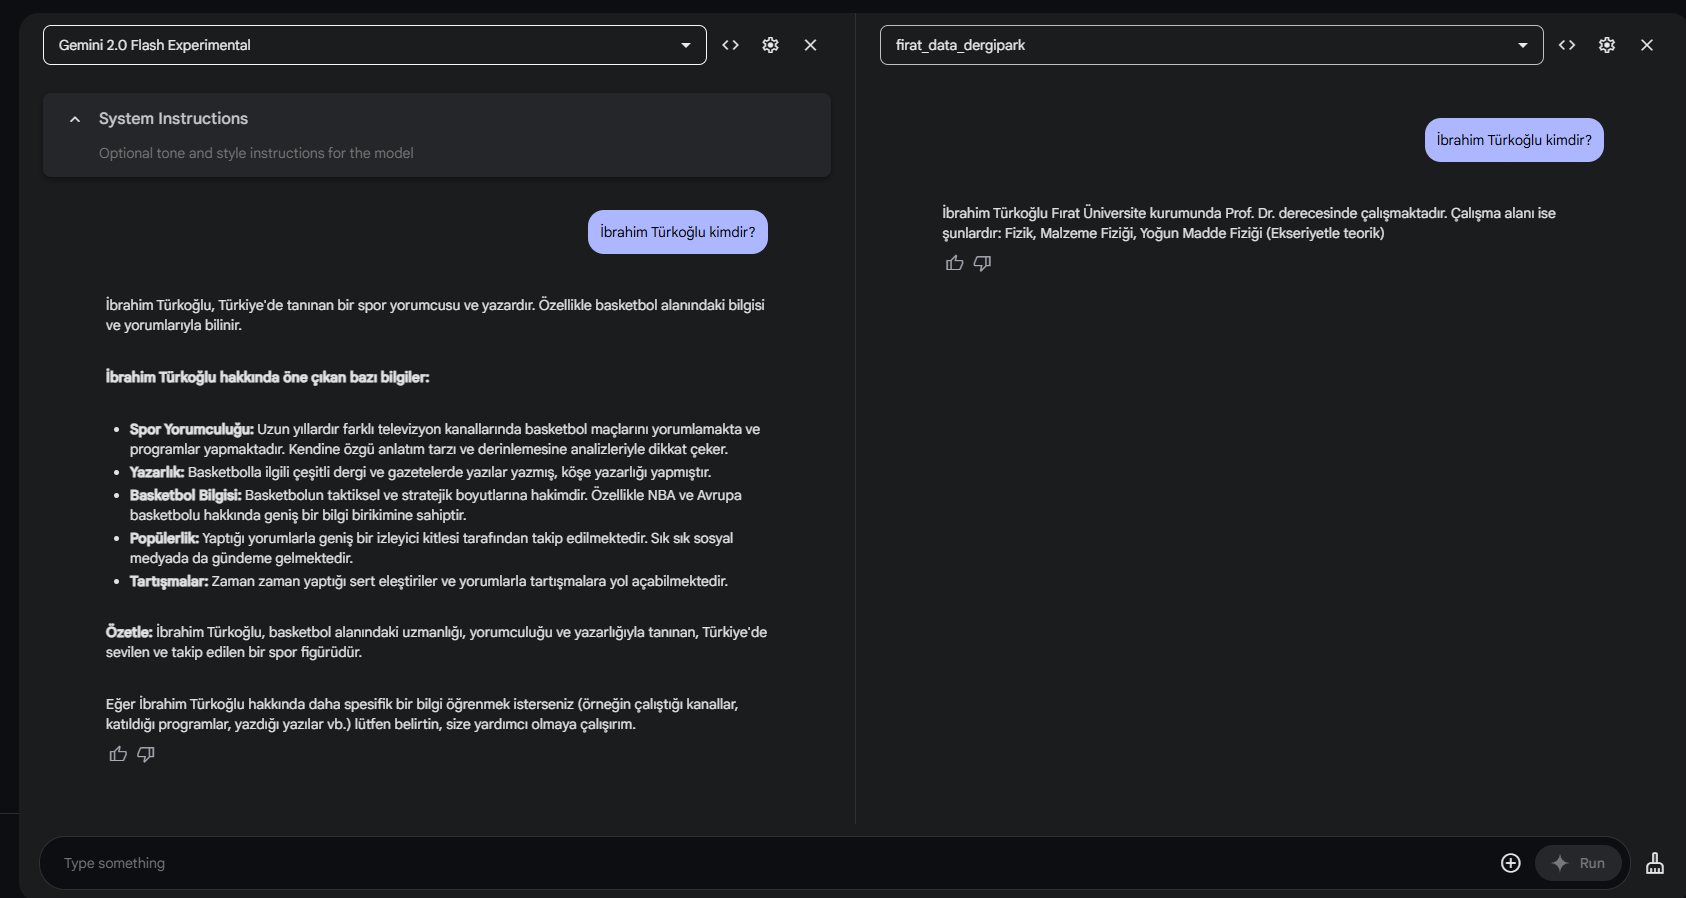 Gemini 2.0 Flash Experimental
System Instructions
Optional tone and style instructions for the model
İbrahim Türkoğlu kimdir?
İbrahim Türkoğlu, Türkiye'de tanınan bir spor yorumcusu ve yazardır. Özellikle basketbol alanındaki bilgisi
ve yorumlarıyla bilinir.
İbrahim Türkoğlu hakkında öne çıkan bazı bilgiler:
• Spor Yorumculuğu: Uzun yıllardır farklı televizyon kanallarında basketbol maçlarını yorumlamakta ve
programlar yapmaktadır. Kendine özgü anlatım tarzı ve derinlemesine analizleriyle dikkat çeker.
• Yazarlık: Basketbolla ilgili çeşitli dergi ve gazetelerde yazılar yazmış, köşe yazarlığı yapmıştır.
• Basketbol Bilgisi: Basketbolun taktiksel ve stratejik boyutlarına hakimdir. Özellikle NBA ve Avrupa
basketbolu hakkında geniş bir bilgi birikimine sahiptir.
• Popülerlik: Yaptığı yorumlarla geniş bir izleyici kitlesi tarafından takip edilmektedir. Sık sık sosyal
medyada da gündeme gelmektedir.
• Tartışmalar: Zaman zaman yaptığı sert eleştiriler ve yorumlarla tartışmalara yol açabilmektedir.
Özetle: İbrahim Türkoğlu, basketbol alanındaki uzmanlığı, yorumculuğu ve yazarlığıyla tanınan, Türkiye'de
sevilen ve takip edilen bir spor figürüdür.
Eğer İbrahim Türkoğlu hakkında daha spesifik bir bilgi öğrenmek isterseniz (örneğin çalıştığı kanallar,
katıldığı programlar, yazdığı yazılar vb.) lütfen belirtin, size yardımcı olmaya çalışırım.
firat_data_dergipark
İbrahim Türkoğlu kimdir?
İbrahim Türkoğlu Fırat Üniversite kurumunda Prof. Dr. derecesinde çalışmaktadır. Çalışma alanı ise
şunlardır: Fizik, Malzeme Fiziği, Yoğun Madde Fiziği (Ekseriyetle teorik)
Type something
Run